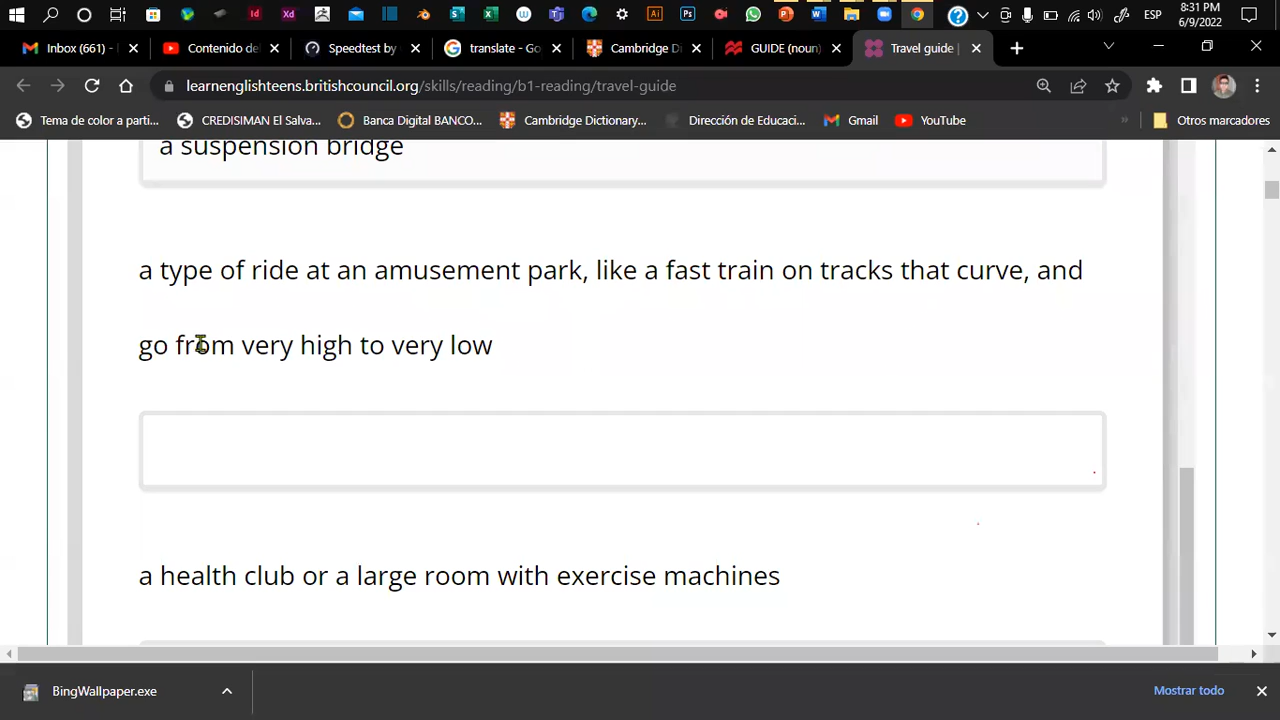 8:31 PM
ESP
6/9/2022
Inbox (661) -
Contenido de
Speedtest by
translate - Go
Cambridge D
GUIDE (noun)
Travel guide |
learnenglishteens.britishcouncil.org/skills/reading/b1-reading/travel-guide
Tema de color a parti...
CREDISIMAN El Salva...
Banca Digital BANCO...
Cambridge Dictionary...
Dirección de Educaci...
Gmail
YouTube
»
Otros marcadores
a suspension bridge
a type of ride at an amusement park, like a fast train on tracks that curve, and
go from very high to very low
a health club or a large room with exercise machines
BingWallpaper.exe
Mostrar todo